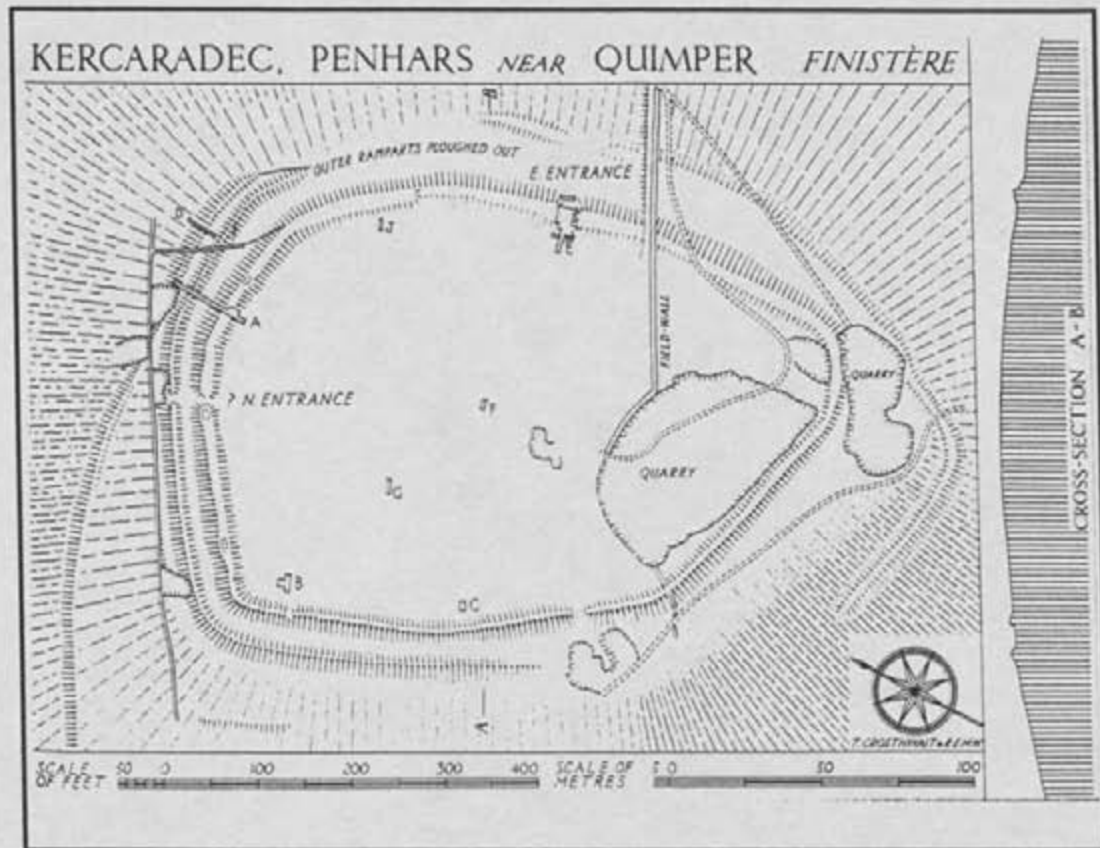 KERCARADEC, PENHARS NEAR QUIMPER FINISTÈRE
B
OUTER RAMPARTS PLOUGHED OUT
E. ENTRANCE
D
J
A
FIELD-WALL
QUARRY
? N. ENTRANCE
F
QUARRY
G
B
C
A
CROSS-SECTION A-B
SCALE OF FEET 50 0 100 200 300 400
SCALE OF METRES 5 0 50 100